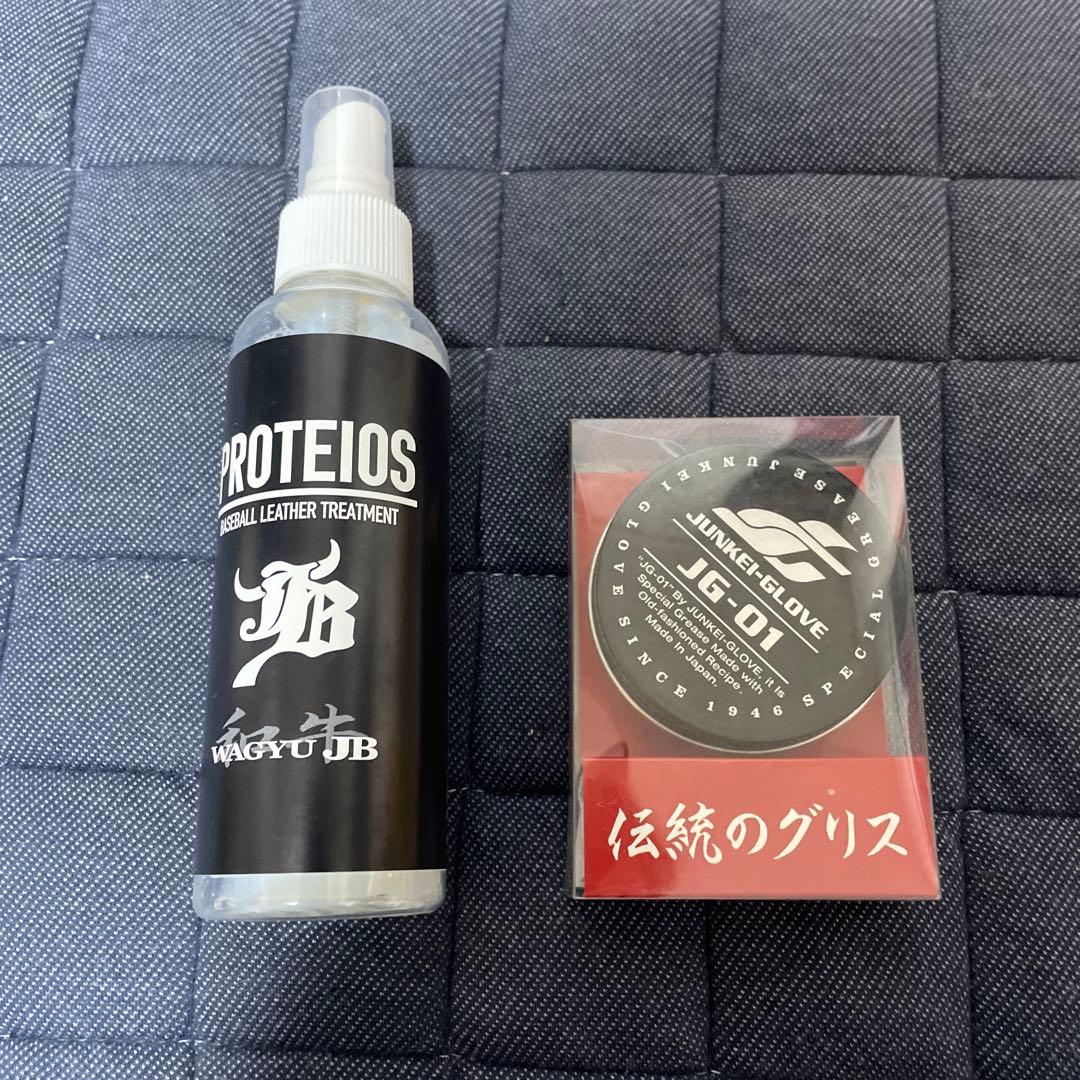 PROTEIOS
BASEBALL LEATHER TREATMENT
JB
和牛
WAGYU JB
SPECIAL GREASE JUNKEI GLOVE SINCE 1946
JUNKEI-GLOVE
JG-01
"JG-01" By JUNKEI-GLOVE, it Is
Special Grease Made with
Old-fashioned Recipe.
Made In Japan.
伝統のグリス